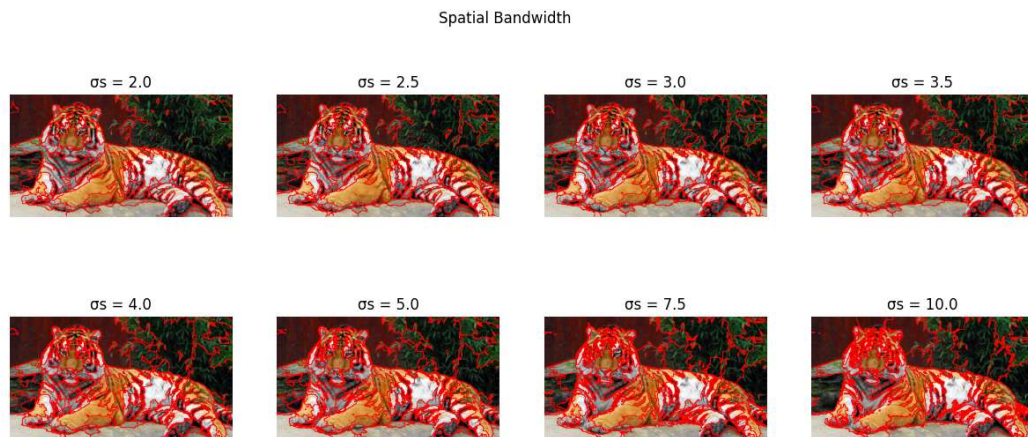 Spatial Bandwidth
σs = 2.0
σs = 2.5
σs = 3.0
σs = 3.5
σs = 4.0
σs = 5.0
σs = 7.5
σs = 10.0